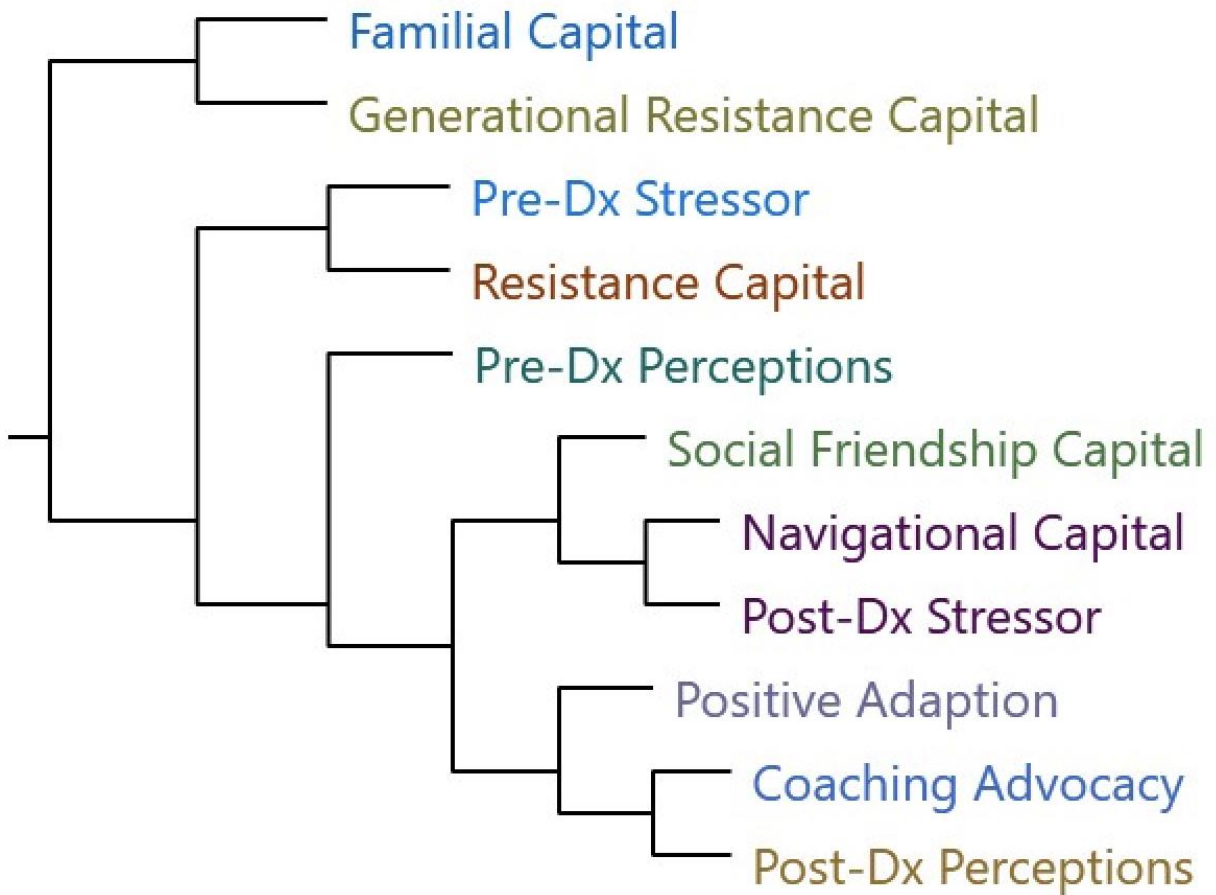 Familial Capital
Generational Resistance Capital
Pre-Dx Stressor
Resistance Capital
Pre-Dx Perceptions
Social Friendship Capital
Navigational Capital
Post-Dx Stressor
Positive Adaption
Coaching Advocacy
Post-Dx Perceptions